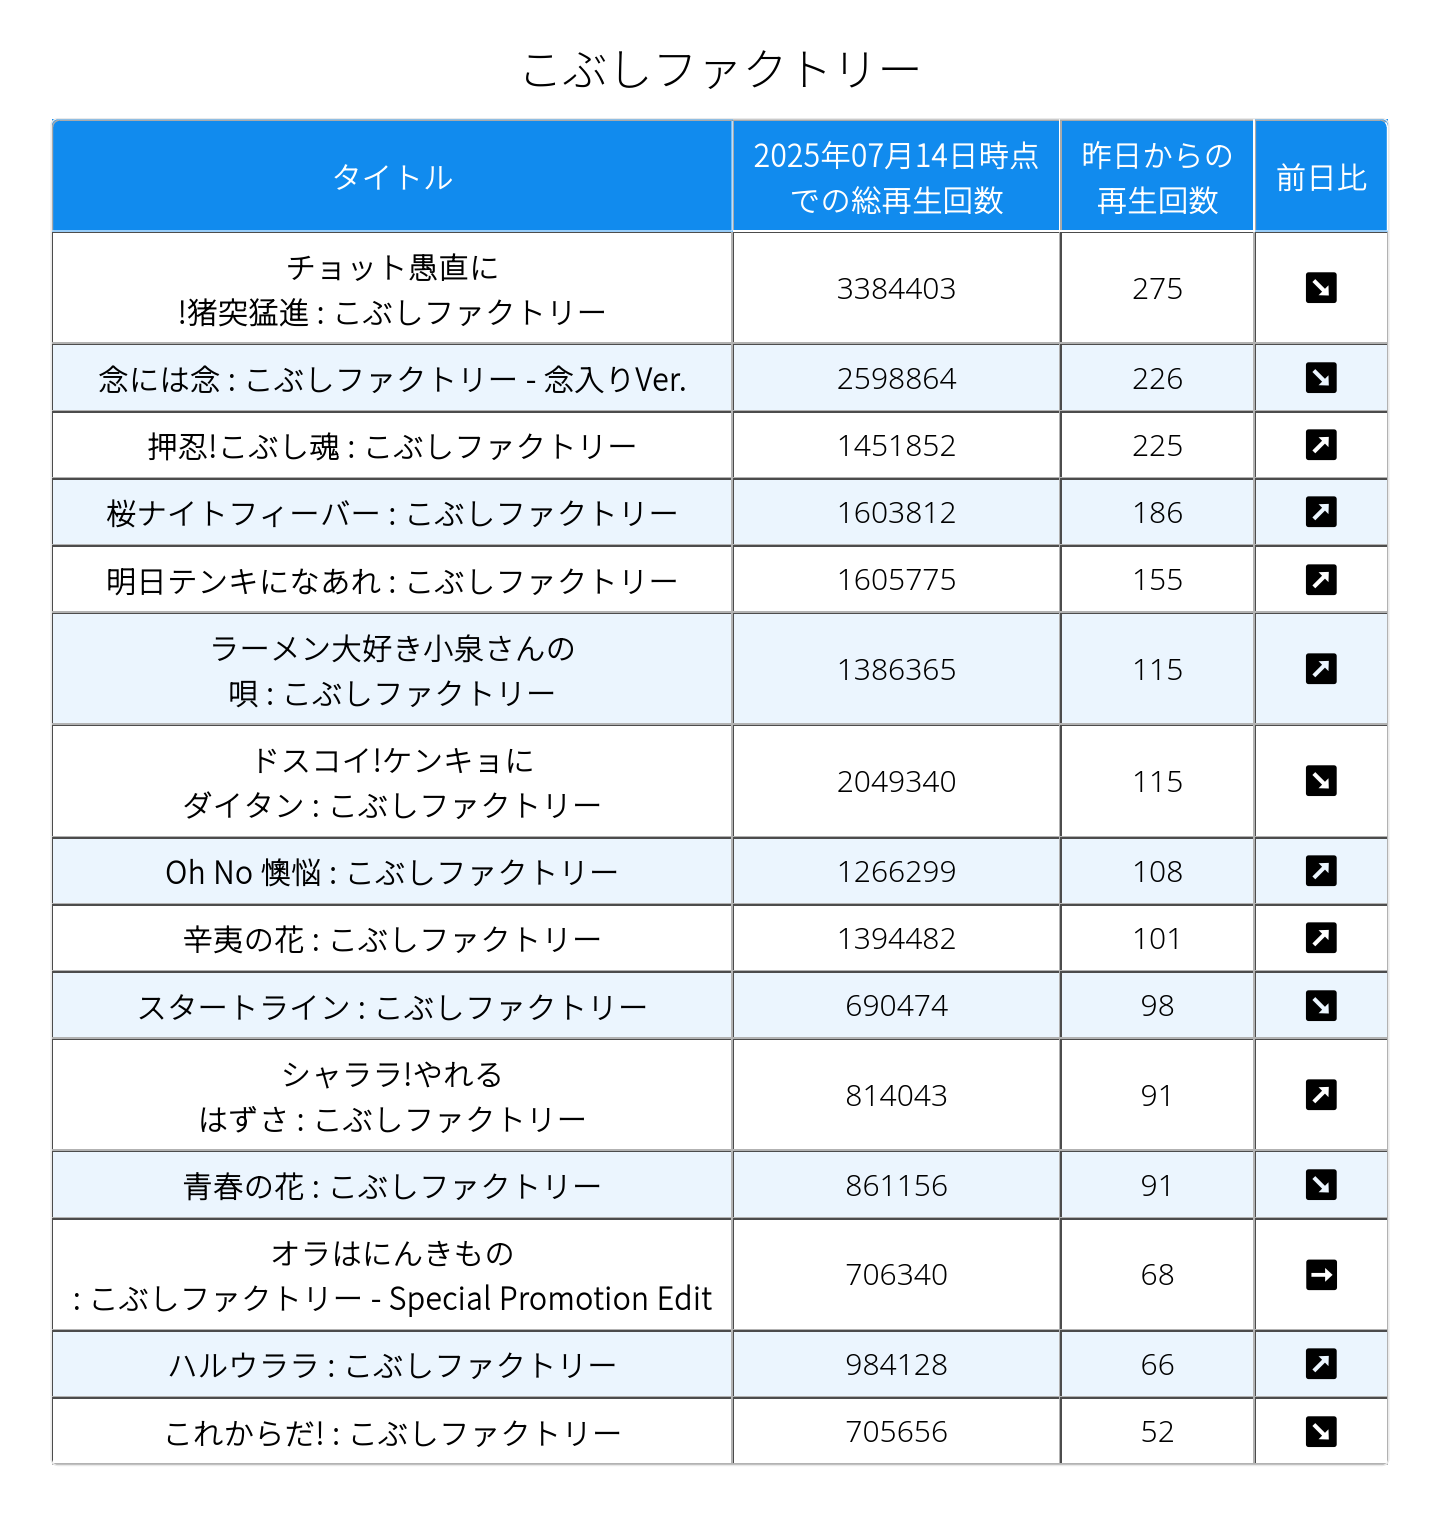 こぶしファクトリー
タイトル
2025年07月14日時点
での総再生回数
昨日からの
再生回数
前日比
チョット愚直に
!猪突猛進 : こぶしファクトリー
3384403
275
↘
念には念 : こぶしファクトリー - 念入りVer.
2598864
226
↘
押忍!こぶし魂 : こぶしファクトリー
1451852
225
↗
桜ナイトフィーバー : こぶしファクトリー
1603812
186
↗
明日テンキになあれ : こぶしファクトリー
1605775
155
↗
ラーメン大好き小泉さんの
唄 : こぶしファクトリー
1386365
115
↗
ドスコイ!ケンキョに
ダイタン : こぶしファクトリー
2049340
115
↘
Oh No 懊悩 : こぶしファクトリー
1266299
108
↗
辛夷の花 : こぶしファクトリー
1394482
101
↗
スタートライン : こぶしファクトリー
690474
98
↘
シャララ!やれる
はずさ : こぶしファクトリー
814043
91
↗
青春の花 : こぶしファクトリー
861156
91
↘
オラはにんきもの
: こぶしファクトリー - Special Promotion Edit
706340
68
→
ハルウララ : こぶしファクトリー
984128
66
↗
これからだ! : こぶしファクトリー
705656
52
↘